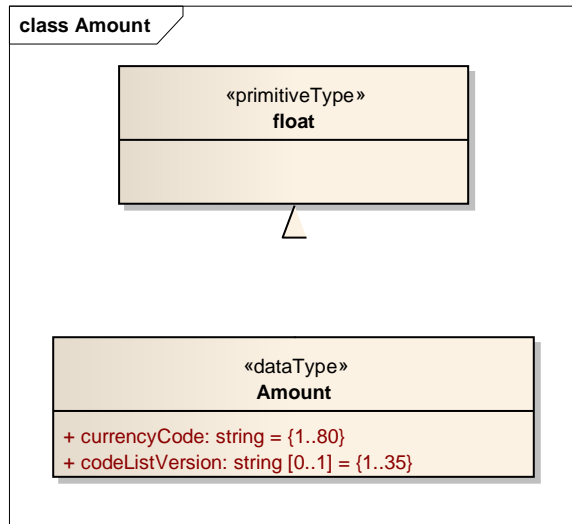 class Amount
«primitiveType»
float
«dataType»
Amount
+ currencyCode: string = {1..80}
+ codeListVersion: string [0..1] = {1..35}